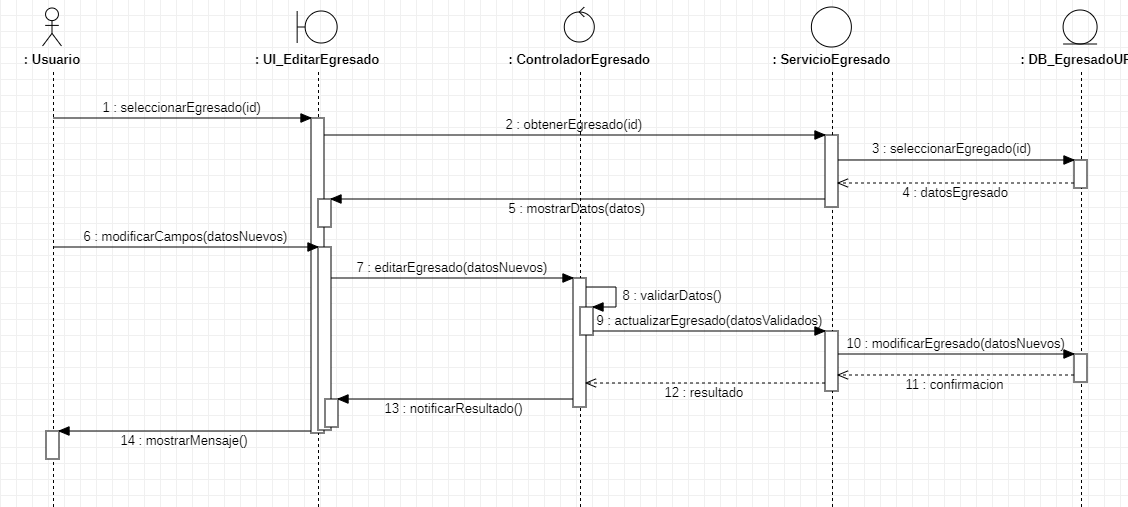 : Usuario
: UI_EditarEgresado
: ControladorEgresado
: ServicioEgresado
: DB_EgresadoUP
1 : seleccionarEgresado(id)
2 : obtenerEgresado(id)
3 : seleccionarEgregado(id)
4 : datosEgresado
5 : mostrarDatos(datos)
6 : modificarCampos(datosNuevos)
7 : editarEgresado(datosNuevos)
8 : validarDatos()
9 : actualizarEgresado(datosValidados)
10 : modificarEgresado(datosNuevos)
11 : confirmacion
12 : resultado
13 : notificarResultado()
14 : mostrarMensaje()